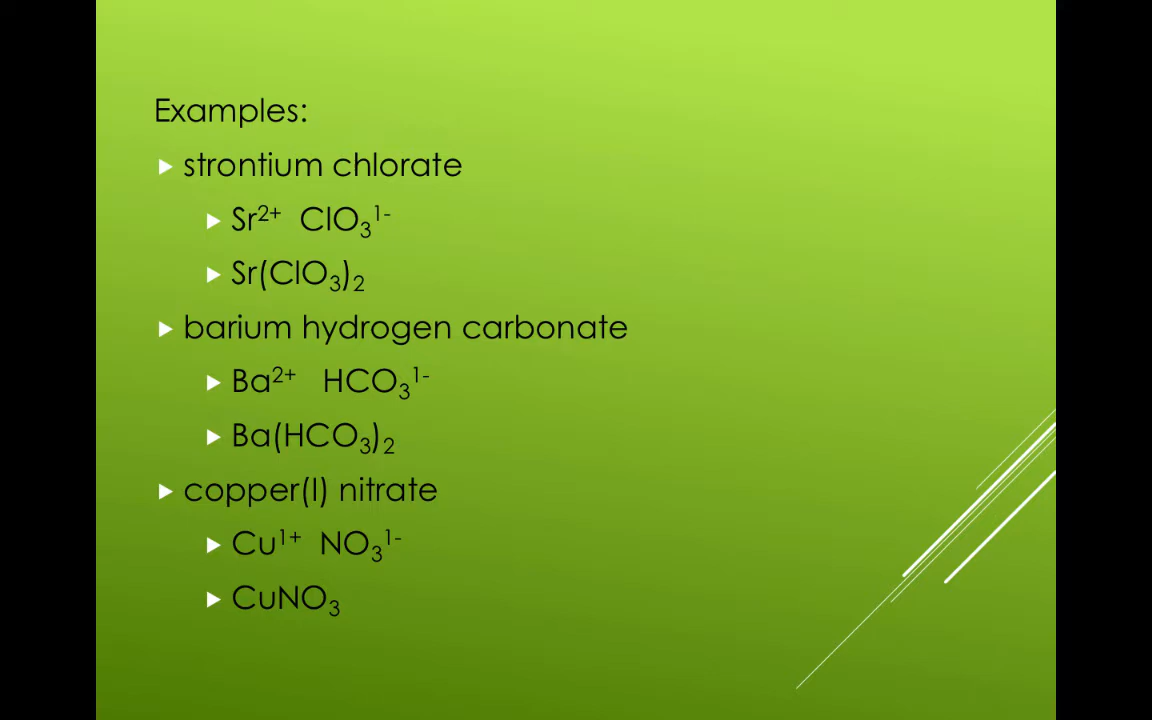 Examples:
strontium chlorate
Sr²⁺ ClO₃¹⁻
Sr(ClO₃)₂
barium hydrogen carbonate
Ba²⁺ HCO₃¹⁻
Ba(HCO₃)₂
copper(I) nitrate
Cu¹⁺ NO₃¹⁻
CuNO₃